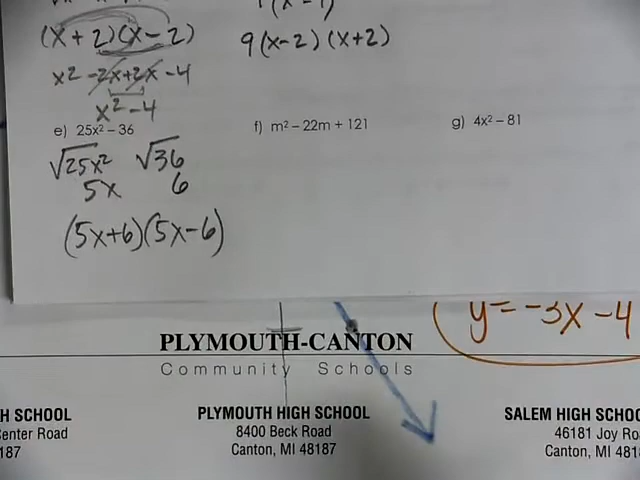 (x + 2)(x - 2)
9(x-2)(x+2)
x² - 2x + 2x - 4
x² - 4
e) 25x² – 36
f) m² – 22m + 121
g) 4x² – 81
√25x² √36
5x 6
(5x+6)(5x-6)
y = -3x - 4
PLYMOUTH-CANTON
Community Schools
H SCHOOL
PLYMOUTH HIGH SCHOOL
SALEM HIGH SCHOO
Center Road
8400 Beck Road
46181 Joy Ro
187
Canton, MI 48187
Canton, MI 481